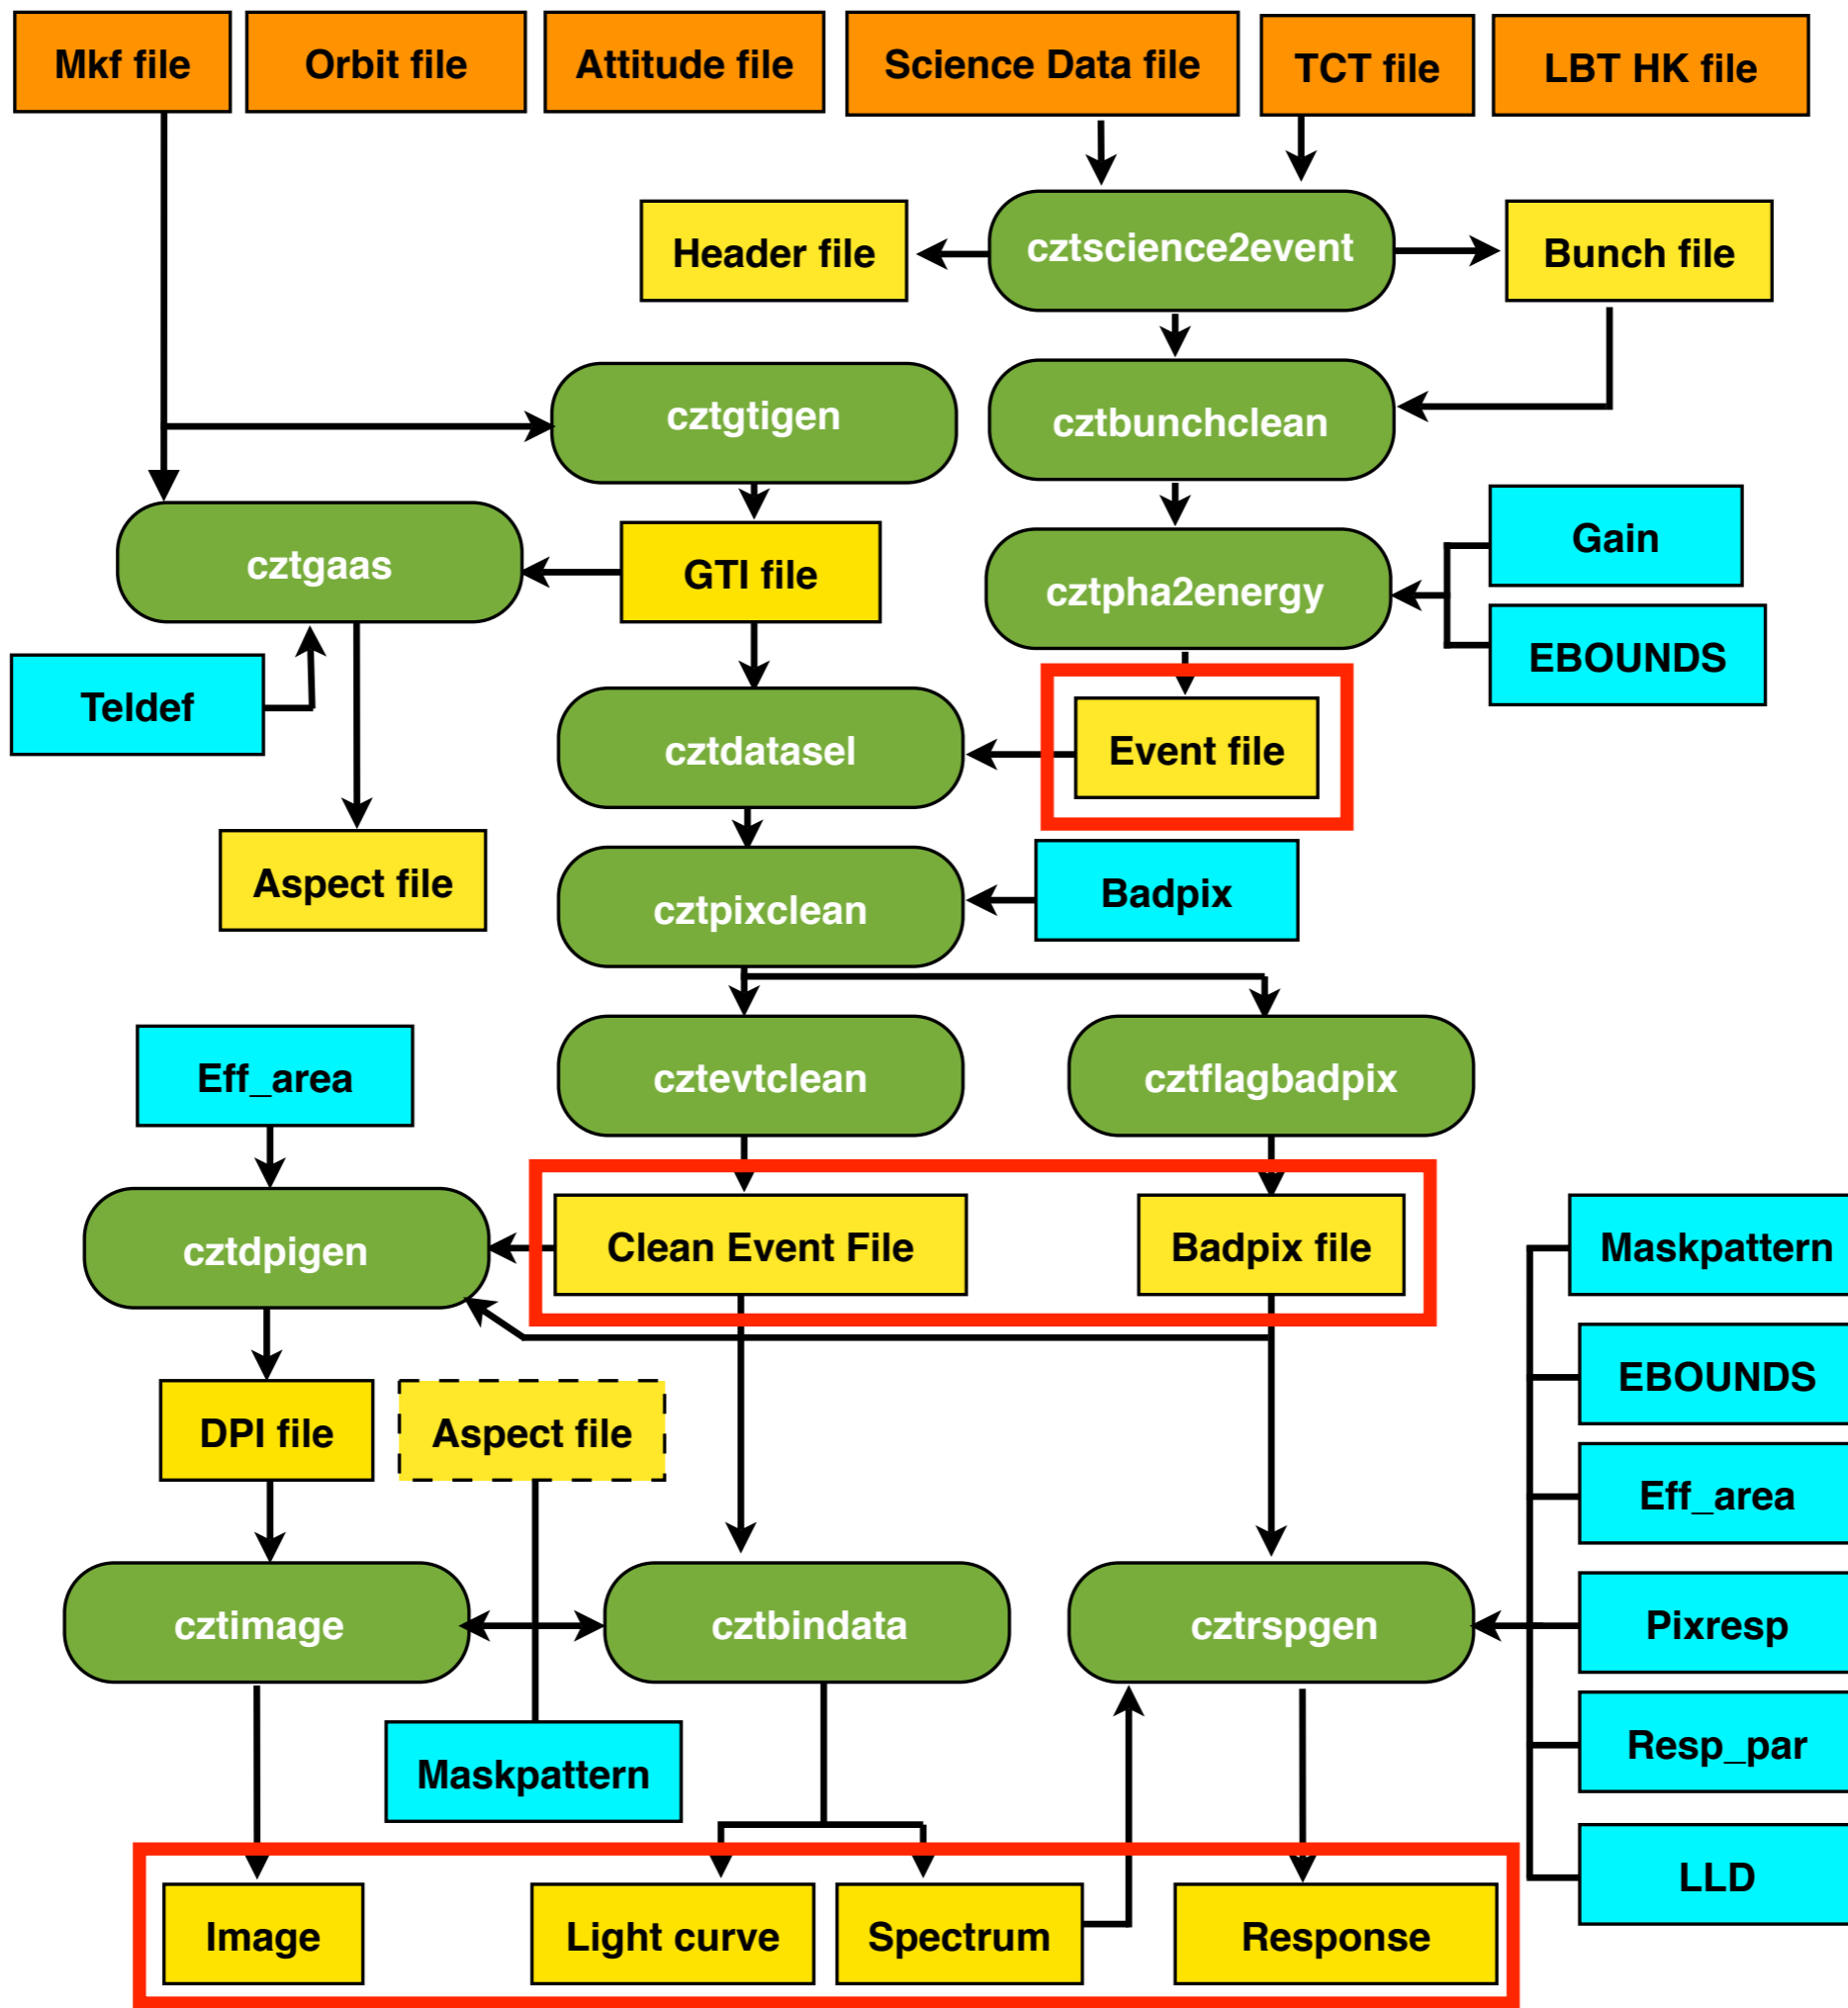 Mkf file
Orbit file
Attitude file
Science Data file
TCT file
LBT HK file
Header file
cztscience2event
Bunch file
cztgtigen
cztbunchclean
Gain
cztgaas
GTI file
cztpha2energy
EBOUNDS
Teldef
cztdatasel
Event file
Aspect file
cztpixclean
Badpix
Eff_area
cztevtclean
cztflagbadpix
cztdpigen
Clean Event File
Badpix file
Maskpattern
EBOUNDS
DPI file
Aspect file
Eff_area
cztimage
cztbindata
cztrspgen
Pixresp
Maskpattern
Resp_par
LLD
Image
Light curve
Spectrum
Response